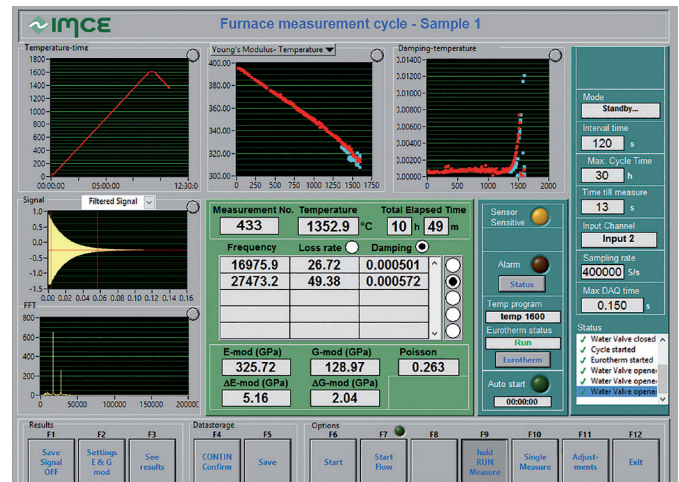 IMCE
Furnace measurement cycle - Sample 1
Temperature-time
1800
1600
1400
1200
1000
800
600
400
200
0
00:00:00 05:00:00 12:30:0
Young's Modulus- Temperature
400.00
360.00
340.00
320.00
300.00
0 250 500 750 1000 1250 1500 1750
Damping-temperature
0.01400
1.01000
1.00800
0.00600
1.00400
0.00200
0.00000
0 500 1000 1500 2000
Mode
Standby...
Interval time
120 s
Max. Cycle Time
30 h
Time till measure
13 s
Input Channel
Input 2
Sampling rate
400000 S/s
Max DAQ time
0.150 s
Status
Water Valve closed
Cycle started
Eurotherm started
Water Valve opene
Water Valve opene
Water Valve opene
Signal
Filtered Signal
1.0
0.5
0.0
-0.5
-1.0
-1.5
0.00 0.02 0.04 0.06 0.08 0.10 0.12 0.14 0.16
FFT
800
600
400
200
0
0 50000 100000 150000 20000
Measurement No. Temperature Total Elapsed Time
433 1352.9 °C 10 h 49 m
Frequency Loss rate Damping
16975.9 26.72 0.000501
27473.2 49.38 0.000572
E-mod (GPa) G-mod (GPa) Poisson
325.72 128.97 0.263
ΔE-mod (GPa) ΔG-mod (GPa)
5.16 2.04
Sensor
Sensitive
Alarm
Status
Temp program
temp 1600
Eurotherm status
Run
Eurotherm
Auto start
00:00:00
Results
Datastorage
Options
F1 F2 F3 F4 F5 F6 F7 F8 F9 F10 F11 F12
Save
Signal
OFF
Settings
E & G
mod
See
results
CONTIN
Confirm
Save
Start
Start
Flow
hold
RUN
Measure
Single
Measure
Adjust-
ments
Exit